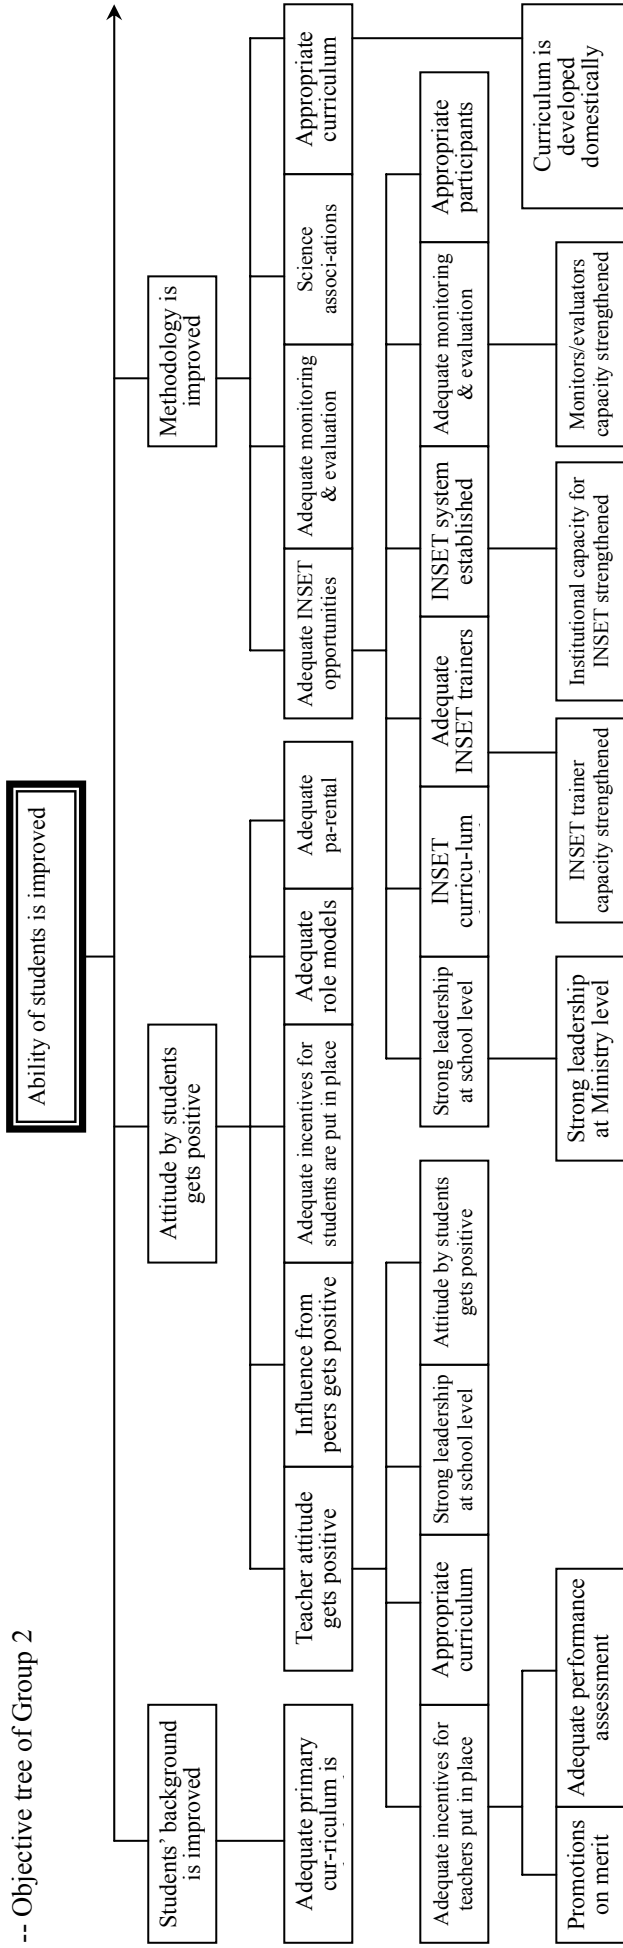 -- Objective tree of Group 2
Ability of students is improved
Students’ background
is improved
Attitude by students
gets positive
Methodology is
improved
Adequate primary
cur-riculum is
Teacher attitude
gets positive
Influence from
peers gets positive
Adequate incentives for
students are put in place
Adequate
role models
Adequate
pa-rental
Adequate INSET
opportunities
Adequate monitoring
& evaluation
Science
associ-ations
Appropriate
curriculum
Adequate incentives for
teachers put in place
Appropriate
curriculum
Strong leadership
at school level
Attitude by students
gets positive
Strong leadership
at school level
INSET
curricu-lum
Adequate
INSET trainers
INSET system
established
Adequate monitoring
& evaluation
Appropriate
participants
Promotions
on merit
Adequate performance
assessment
Strong leadership
at Ministry level
INSET trainer
capacity strengthened
Institutional capacity for
INSET strengthened
Monitors/evaluators
capacity strengthened
Curriculum is
developed
domestically